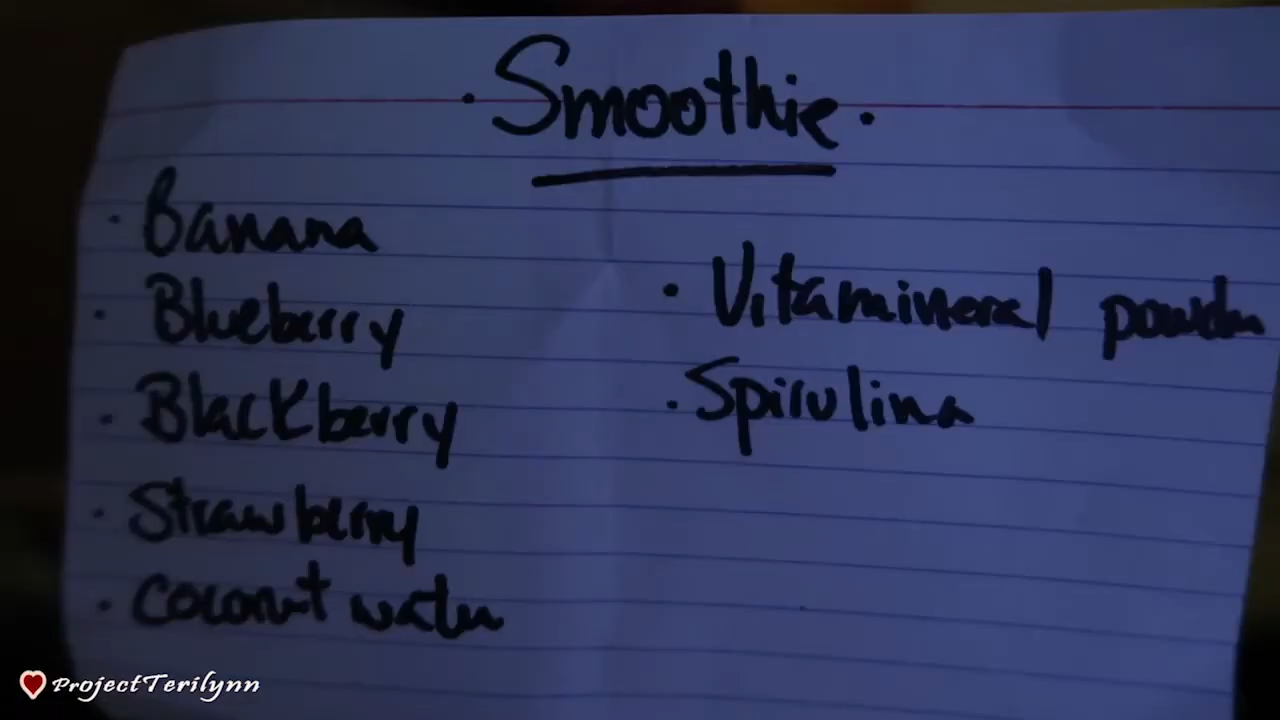 · Smoothie ·
· Banana
· Blueberry
· Blackberry
· Strawberry
· Coconut water
· Vitamineral powder
· Spirulina
ProjectTerilynn